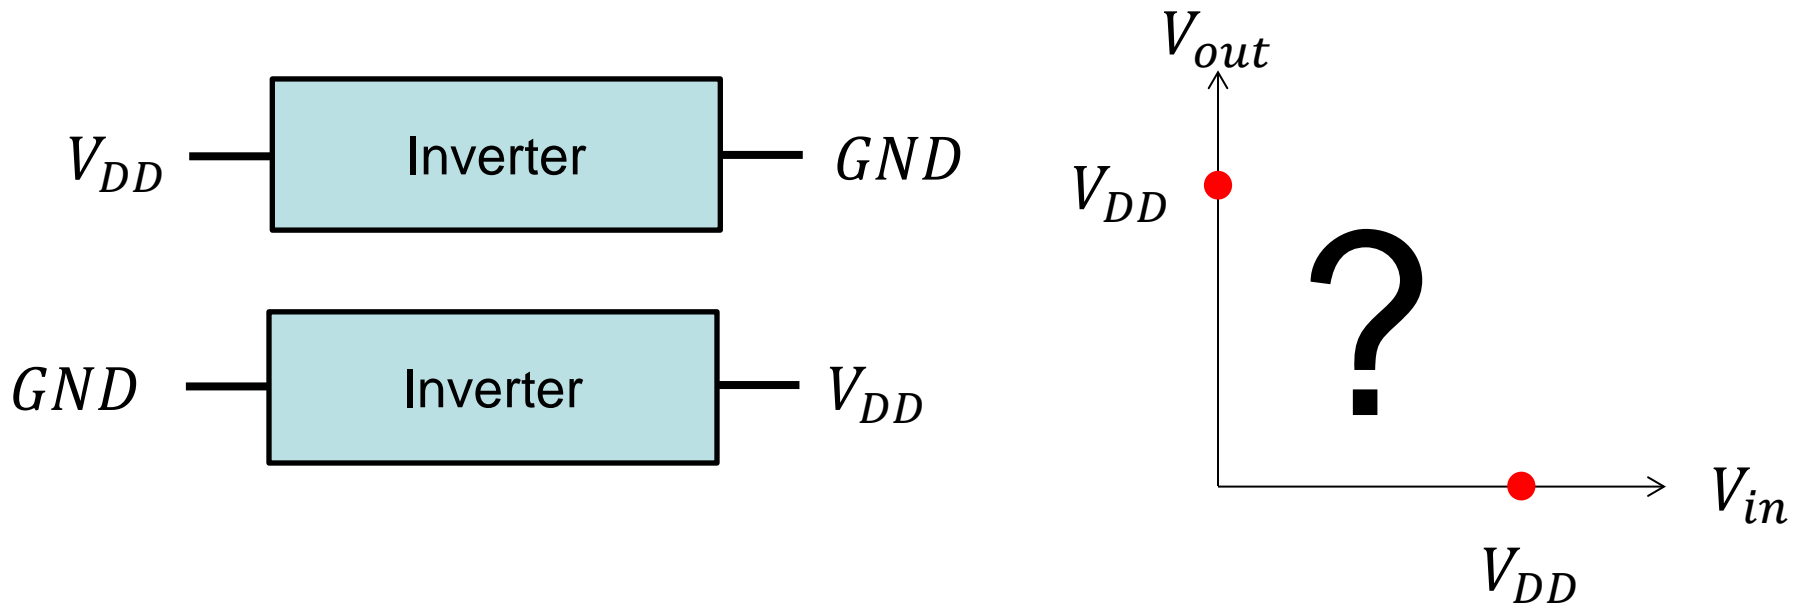 V_DD Inverter GND
GND Inverter V_DD
V_out
V_DD
?
V_in
V_DD